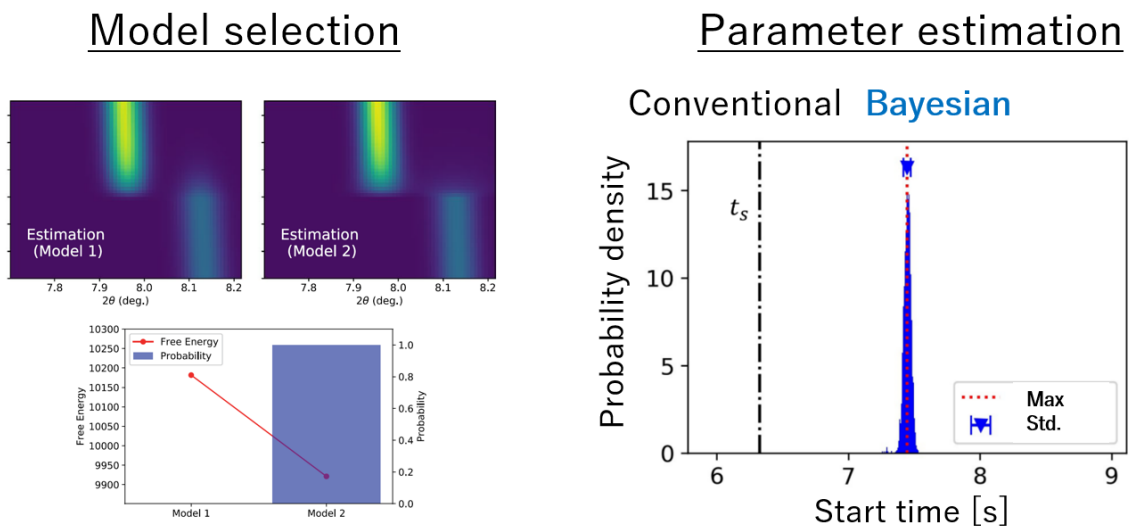 Model selection
Estimation
(Model 1)
7.8 7.9 8.0 8.1 8.2
2θ (deg.)
Estimation
(Model 2)
7.8 7.9 8.0 8.1 8.2
2θ (deg.)
Free Energy
Probability
10300
10250
10200
10150
10100
10050
10000
9950
9900
Free Energy
1.0
0.8
0.6
0.4
0.2
0.0
Probability
Model 1 Model 2
Parameter estimation
Conventional Bayesian
Probability density
15
10
5
0
tₛ
Max
Std.
6 7 8 9
Start time [s]